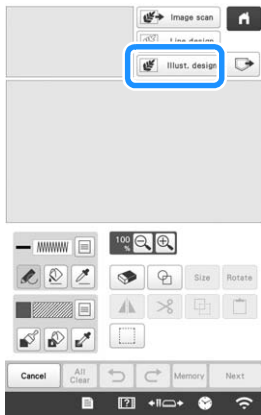 Image scan
Line design
Illust. design
100 %
Size Rotate
Cancel All Clear Memory Next